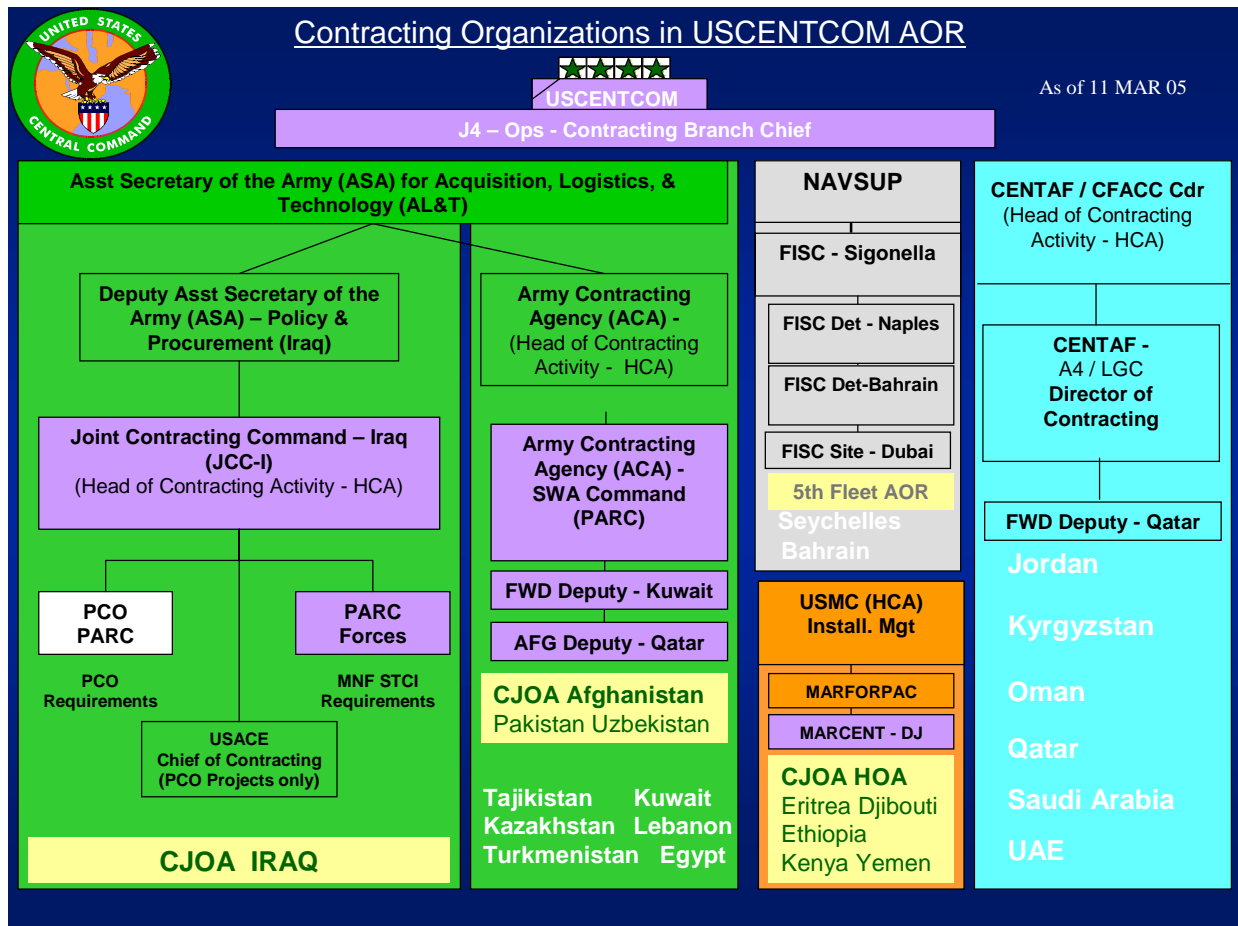 UNITED STATES
CENTRAL COMMAND
Contracting Organizations in USCENTCOM AOR
As of 11 MAR 05
USCENTCOM
J4 – Ops - Contracting Branch Chief
Asst Secretary of the Army (ASA) for Acquisition, Logistics, &
Technology (AL&T)
Deputy Asst Secretary of the
Army (ASA) – Policy &
Procurement (Iraq)
Joint Contracting Command – Iraq
(JCC-I)
(Head of Contracting Activity - HCA)
PCO
PARC
PARC
Forces
PCO
Requirements
MNF STCI
Requirements
USACE
Chief of Contracting
(PCO Projects only)
CJOA IRAQ
Army Contracting
Agency (ACA) -
(Head of Contracting
Activity - HCA)
Army Contracting
Agency (ACA) -
SWA Command
(PARC)
FWD Deputy - Kuwait
AFG Deputy - Qatar
CJOA Afghanistan
Pakistan Uzbekistan
Tajikistan Kuwait
Kazakhstan Lebanon
Turkmenistan Egypt
NAVSUP
FISC - Sigonella
FISC Det - Naples
FISC Det-Bahrain
FISC Site - Dubai
5th Fleet AOR
Seychelles
Bahrain
USMC (HCA)
Install. Mgt
MARFORPAC
MARCENT - DJ
CJOA HOA
Eritrea Djibouti
Ethiopia
Kenya Yemen
CENTAF / CFACC Cdr
(Head of Contracting
Activity - HCA)
CENTAF -
A4 / LGC
Director of
Contracting
FWD Deputy - Qatar
Jordan
Kyrgyzstan
Oman
Qatar
Saudi Arabia
UAE